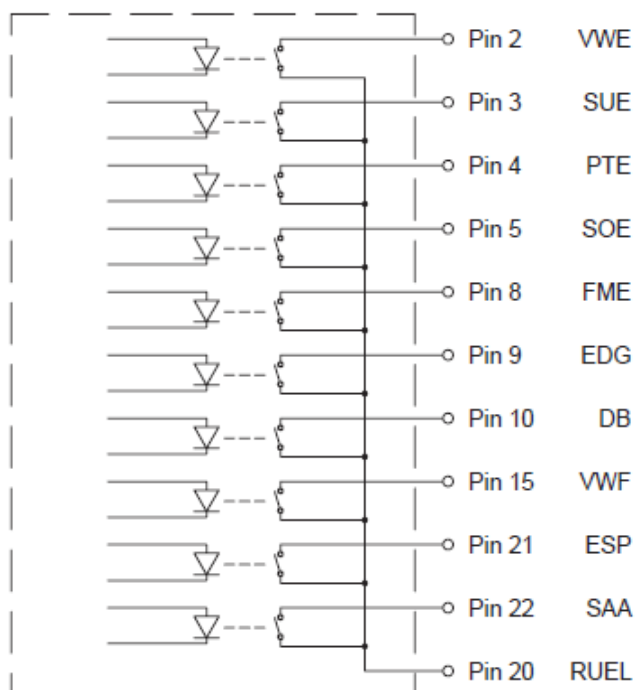 Pin 2 VWE
Pin 3 SUE
Pin 4 PTE
Pin 5 SOE
Pin 8 FME
Pin 9 EDG
Pin 10 DB
Pin 15 VWF
Pin 21 ESP
Pin 22 SAA
Pin 20 RUEL